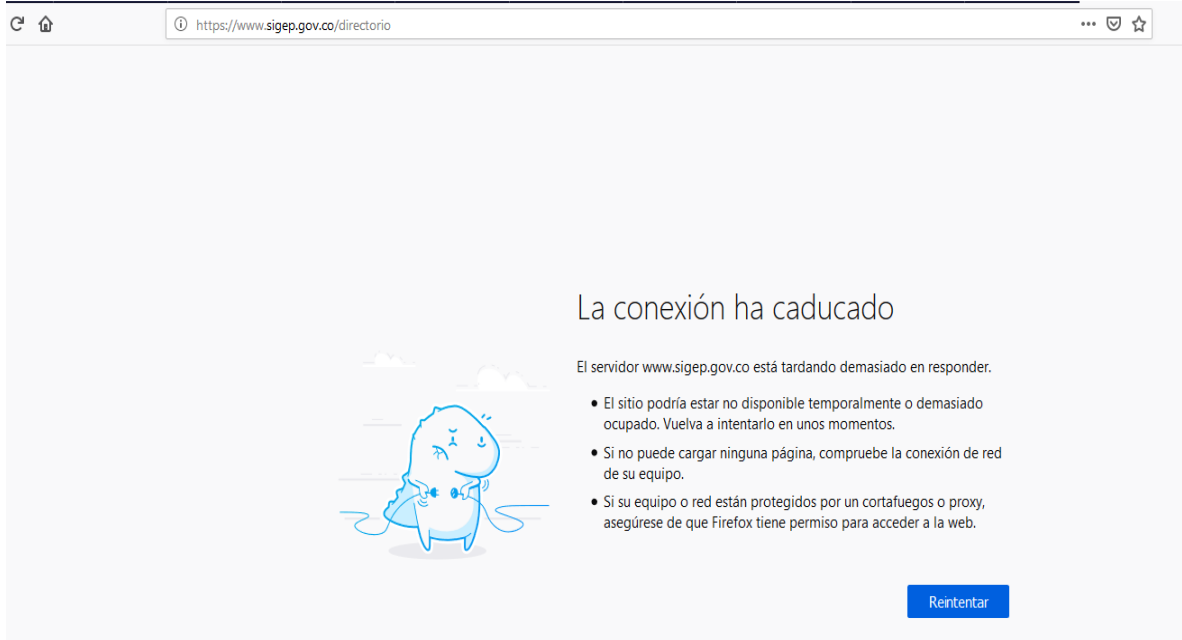 https://www.sigep.gov.co/directorio
La conexión ha caducado
El servidor www.sigep.gov.co está tardando demasiado en responder.
El sitio podría estar no disponible temporalmente o demasiado
ocupado. Vuelva a intentarlo en unos momentos.
Si no puede cargar ninguna página, compruebe la conexión de red
de su equipo.
Si su equipo o red están protegidos por un cortafuegos o proxy,
asegúrese de que Firefox tiene permiso para acceder a la web.
Reintentar